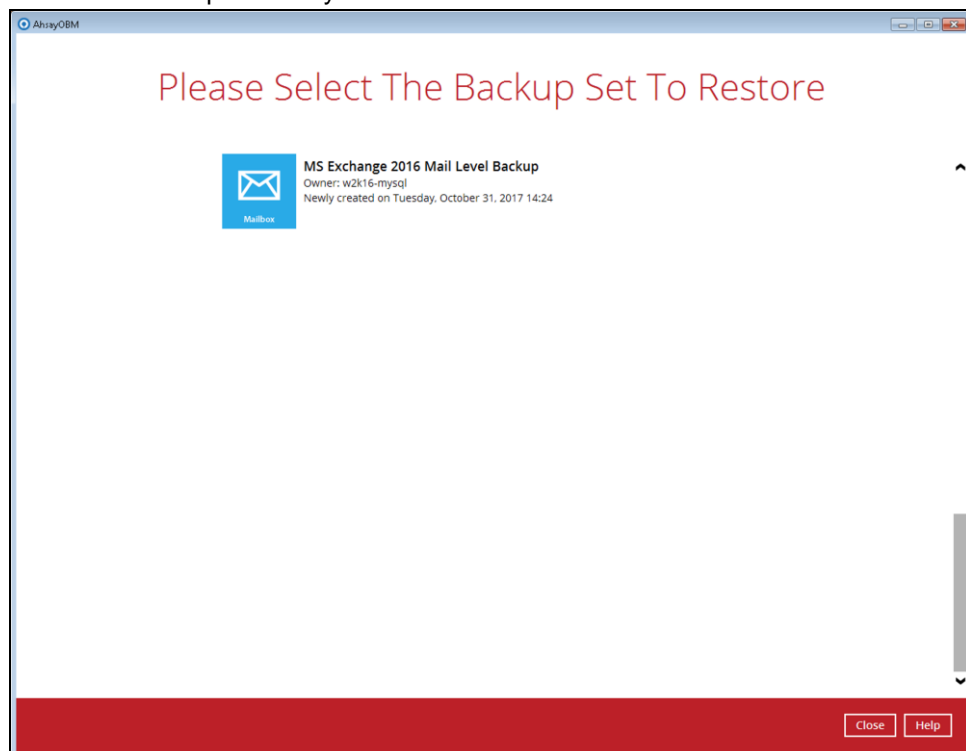 AhsayOBM
Please Select The Backup Set To Restore
MS Exchange 2016 Mail Level Backup
Owner: w2k16-mysql
Newly created on Tuesday, October 31, 2017 14:24
Mailbox
Close
Help